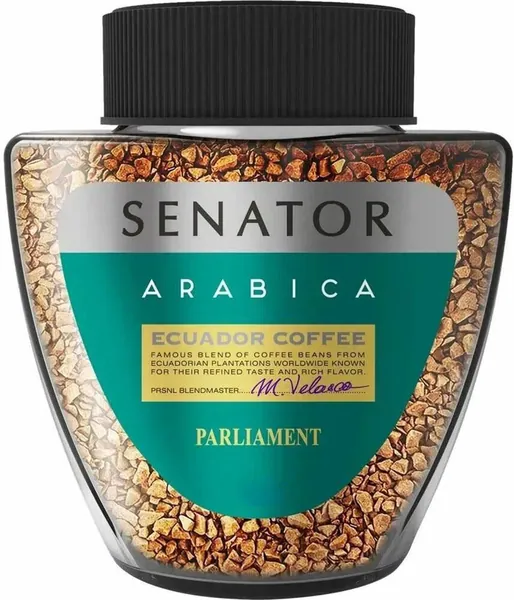 SENATOR
ARABICA
ECUADOR COFFEE
FAMOUS BLEND OF COFFEE BEANS FROM
ECUADORIAN PLANTATIONS WORLDWIDE KNOWN
FOR THEIR REFINED TASTE AND RICH FLAVOR.
PRSNL BLENDMASTER.... M. Velasco
PARLIAMENT